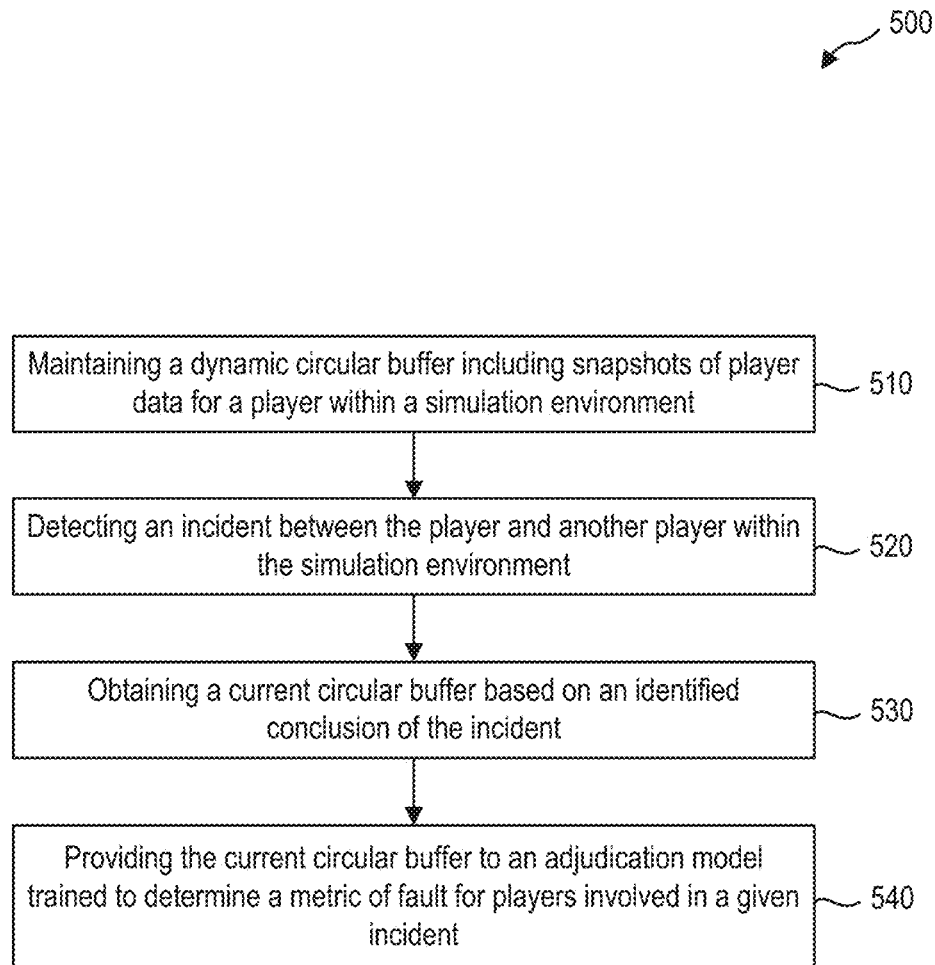 500
Maintaining a dynamic circular buffer including snapshots of player
data for a player within a simulation environment
510
Detecting an incident between the player and another player within
the simulation environment
520
Obtaining a current circular buffer based on an identified
conclusion of the incident
530
Providing the current circular buffer to an adjudication model
trained to determine a metric of fault for players involved in a given
incident
540